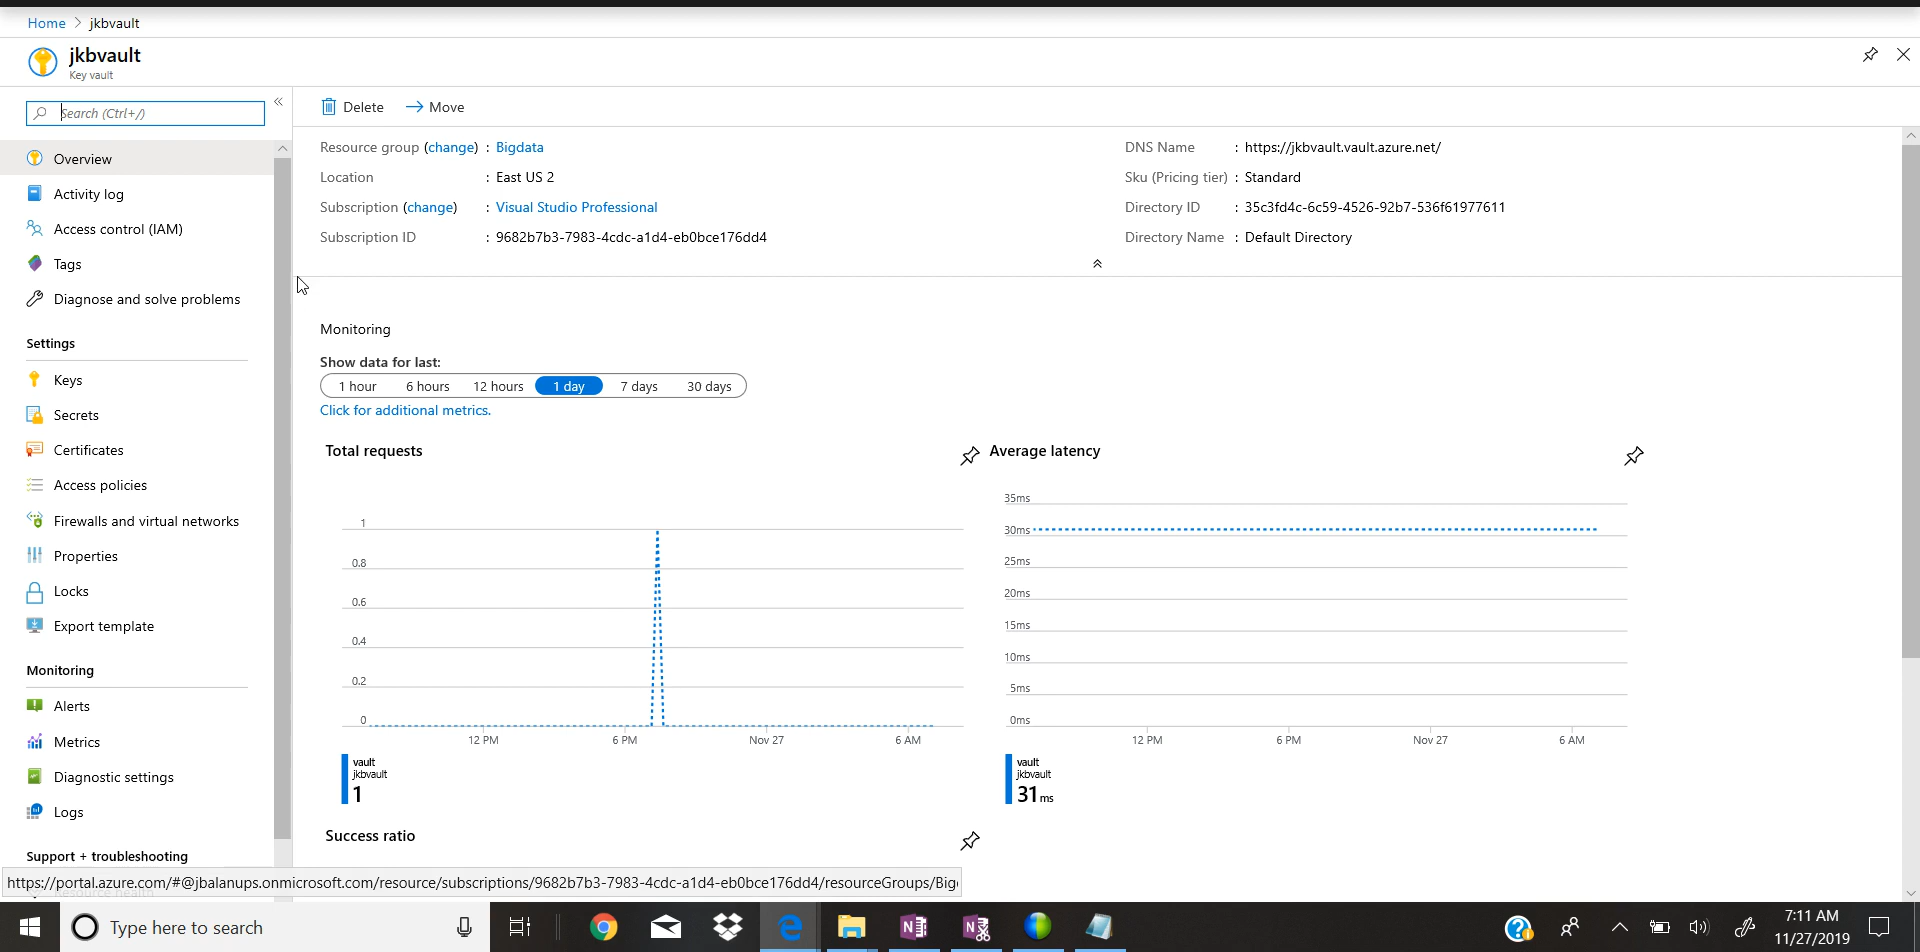 Home > jkbvault
jkbvault
Key vault
Search (Ctrl+/)
«
Overview
Activity log
Access control (IAM)
Tags
Diagnose and solve problems
Settings
Keys
Secrets
Certificates
Access policies
Firewalls and virtual networks
Properties
Locks
Export template
Monitoring
Alerts
Metrics
Diagnostic settings
Logs
Support + troubleshooting
Resource health
Delete Move
Resource group (change) : Bigdata
Location : East US 2
Subscription (change) : Visual Studio Professional
Subscription ID : 9682b7b3-7983-4cdc-a1d4-eb0bce176dd4
DNS Name : https://jkbvault.vault.azure.net/
Sku (Pricing tier) : Standard
Directory ID : 35c3fd4c-6c59-4526-92b7-536f61977611
Directory Name : Default Directory
Monitoring
Show data for last:
1 hour 6 hours 12 hours 1 day 7 days 30 days
Click for additional metrics.
Total requests
1
0.8
0.6
0.4
0.2
0
12 PM 6 PM Nov 27 6 AM
vault
jkbvault
1
Average latency
35ms
30ms
25ms
20ms
15ms
10ms
5ms
0ms
12 PM 6 PM Nov 27 6 AM
vault
jkbvault
31 ms
Success ratio
https://portal.azure.com/#@jbalanups.onmicrosoft.com/resource/subscriptions/9682b7b3-7983-4cdc-a1d4-eb0bce176dd4/resourceGroups/Big
Type here to search
7:11 AM
11/27/2019